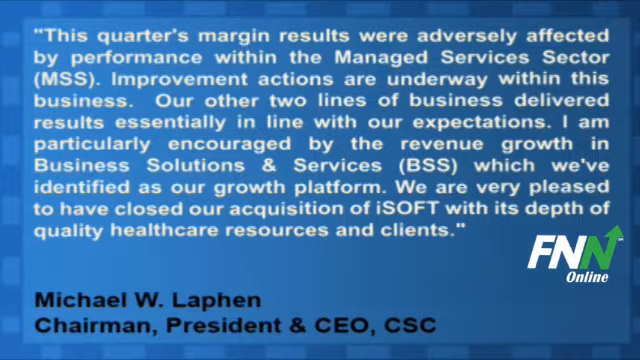 "This quarter's margin results were adversely affected
by performance within the Managed Services Sector
(MSS). Improvement actions are underway within this
business. Our other two lines of business delivered
results essentially in line with our expectations. I am
particularly encouraged by the revenue growth in
Business Solutions & Services (BSS) which we've
identified as our growth platform. We are very pleased
to have closed our acquisition of iSOFT with its depth of
quality healthcare resources and clients."
FNN
Online
Michael W. Laphen
Chairman, President & CEO, CSC